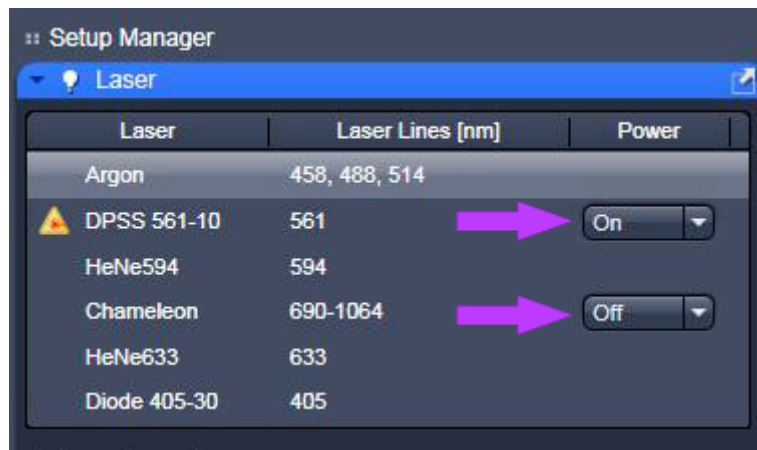 Setup Manager
Laser
Laser Laser Lines [nm] Power
Argon 458, 488, 514
DPSS 561-10 561 On
HeNe594 594
Chameleon 690-1064 Off
HeNe633 633
Diode 405-30 405